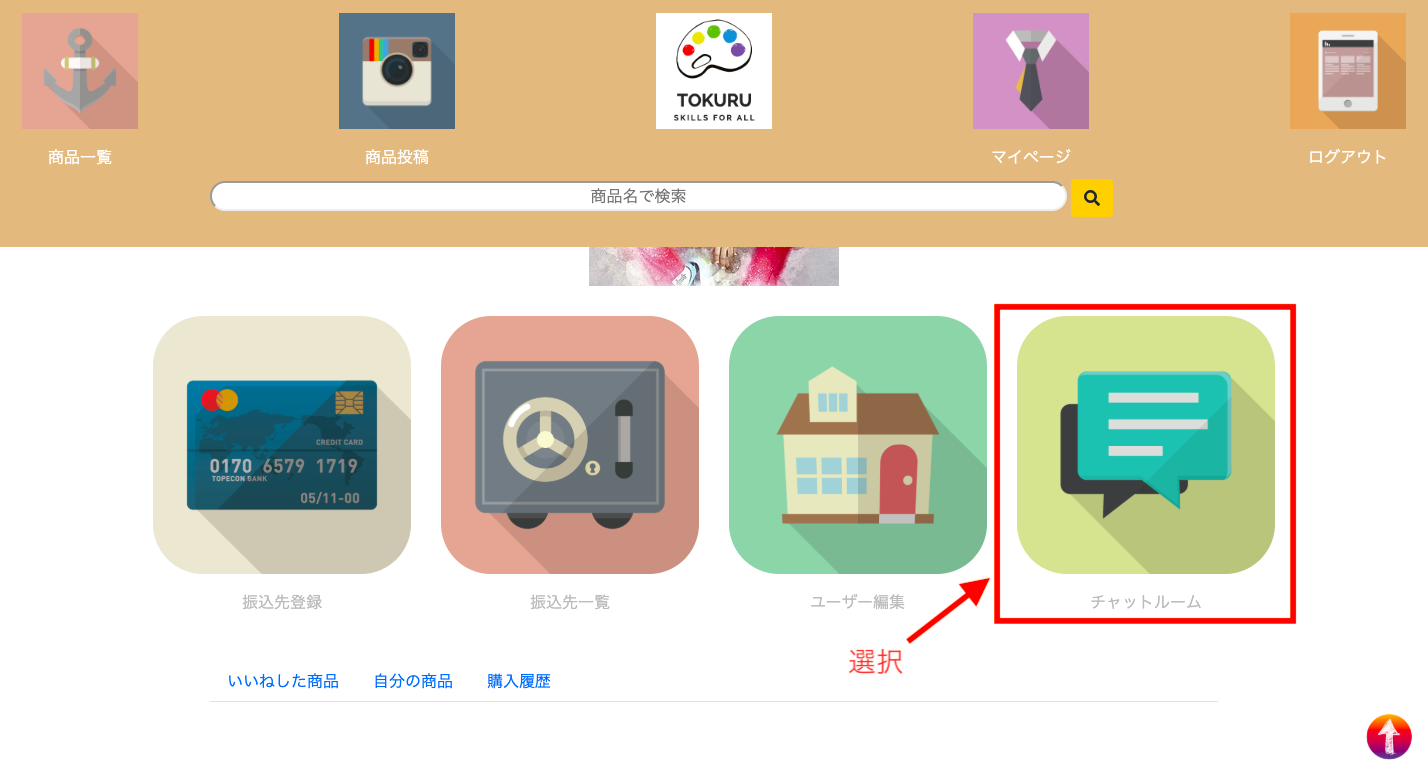 TOKURU
SKILLS FOR ALL
商品一覧
商品投稿
マイページ
ログアウト
商品名で検索
CREDIT CARD
0170 6579 1719
TOPECON BANK
05/11-00
振込先登録
振込先一覧
ユーザー編集
チャットルーム
選択
いいねした商品
自分の商品
購入履歴